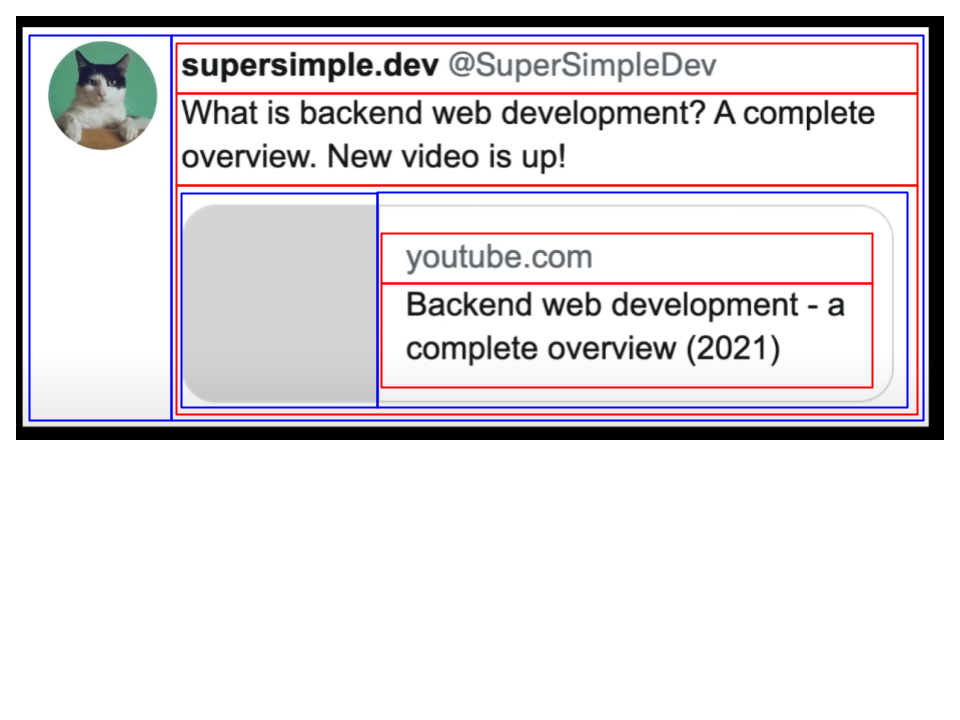 supersimple.dev @SuperSimpleDev
What is backend web development? A complete
overview. New video is up!
youtube.com
Backend web development - a
complete overview (2021)